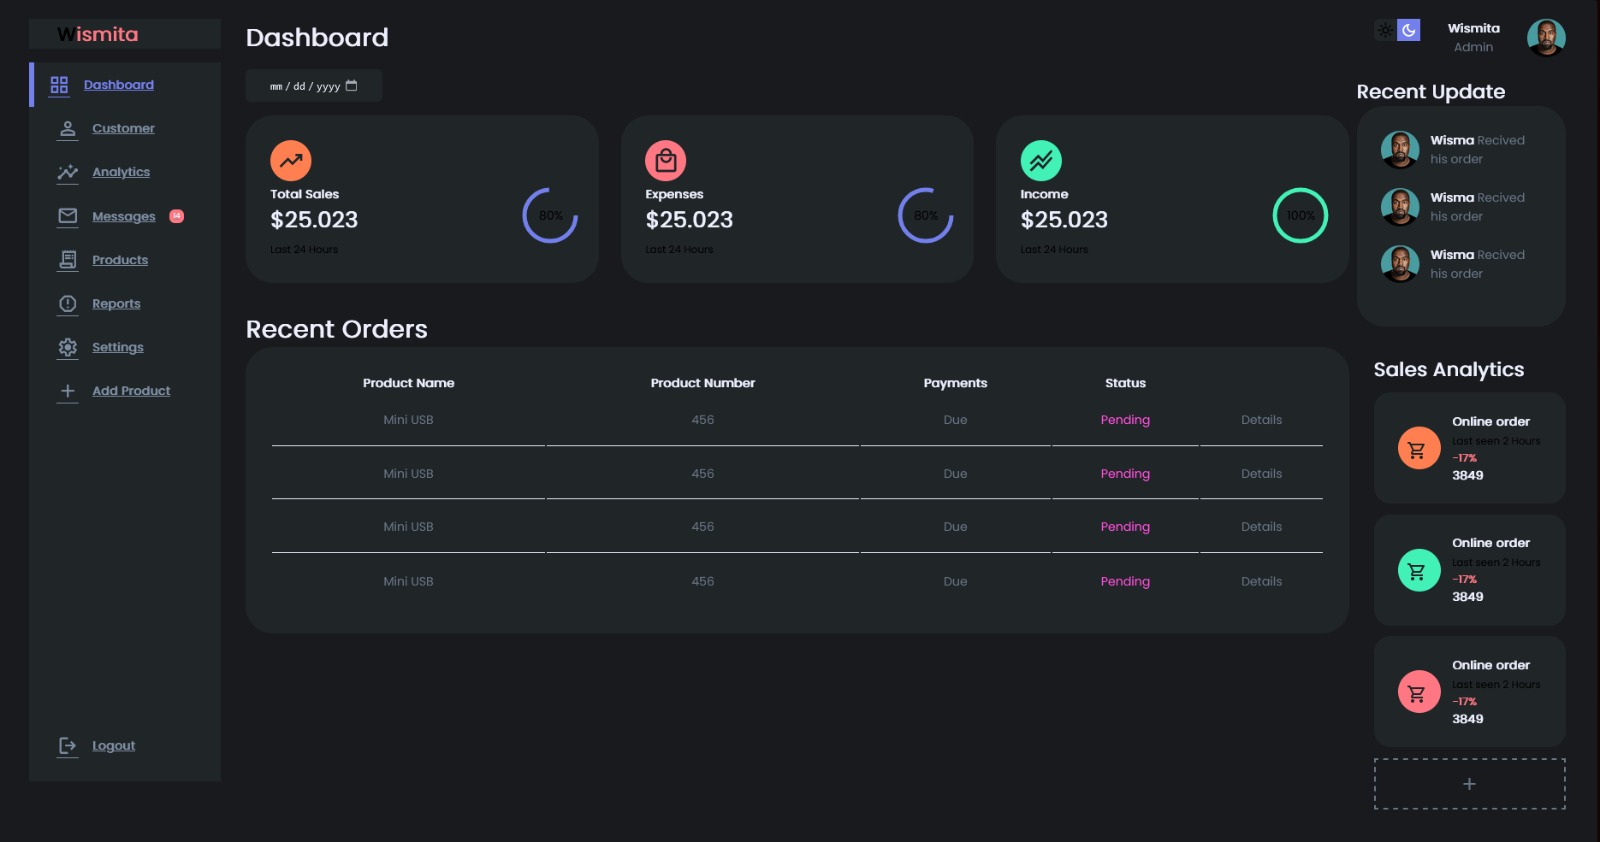 Wismita
Dashboard
Customer
Analytics
Messages 14
Products
Reports
Settings
Add Product
Logout
Dashboard
mm / dd / yyyy
Total Sales
$25.023
Last 24 Hours
80%
Expenses
$25.023
Last 24 Hours
80%
Income
$25.023
Last 24 Hours
100%
Recent Orders
Product Name Product Number Payments Status
Mini USB 456 Due Pending Details
Mini USB 456 Due Pending Details
Mini USB 456 Due Pending Details
Mini USB 456 Due Pending Details
Wismita
Admin
Recent Update
Wisma Recived
his order
Wisma Recived
his order
Wisma Recived
his order
Sales Analytics
Online order
Last seen 2 Hours
-17%
3849
Online order
Last seen 2 Hours
-17%
3849
Online order
Last seen 2 Hours
-17%
3849
+